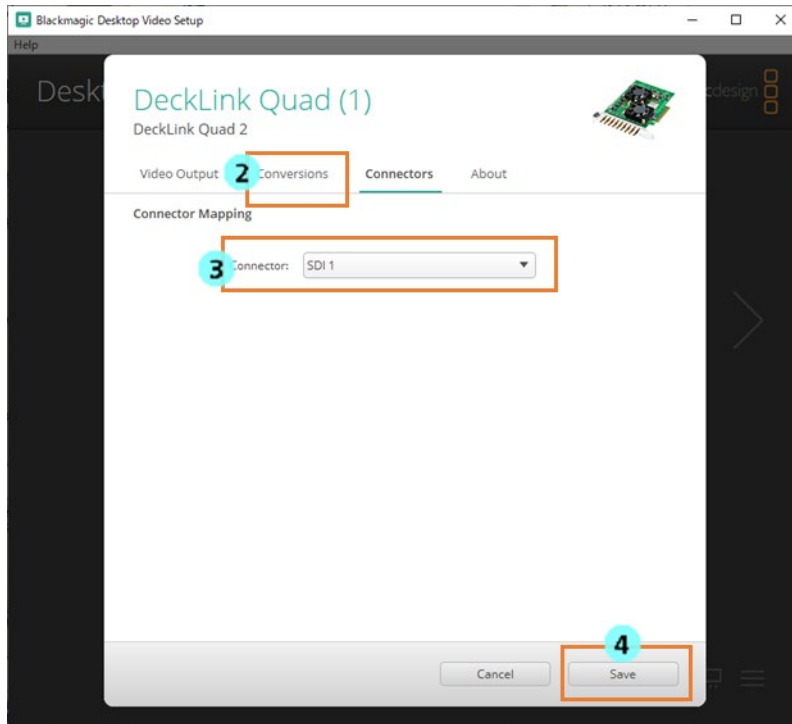 Blackmagic Desktop Video Setup
Help
Desk
DeckLink Quad (1)
DeckLink Quad 2
cdesign
Video Output 2 Conversions Connectors About
Connector Mapping
3 Connector: SDI 1
4
Cancel Save